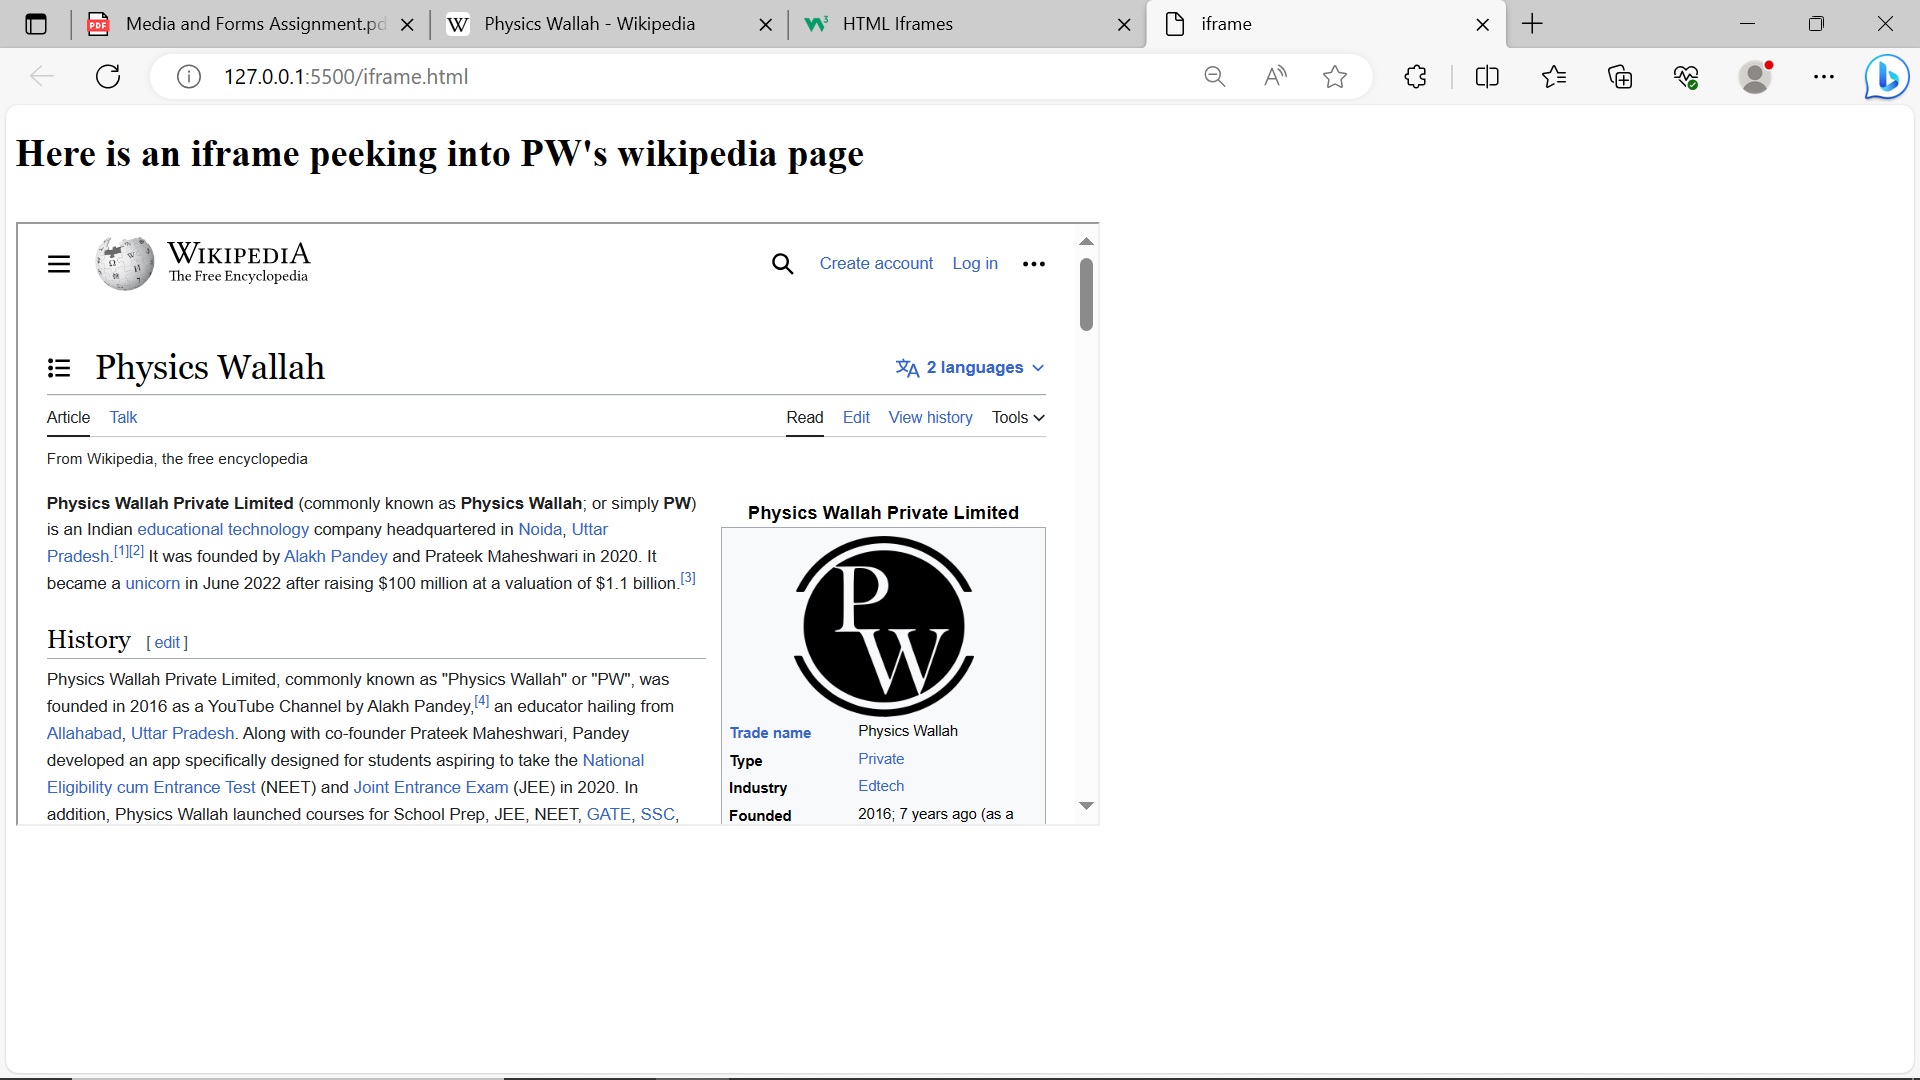 Media and Forms Assignment.pd
Physics Wallah - Wikipedia
HTML Iframes
iframe
127.0.0.1:5500/iframe.html
Here is an iframe peeking into PW's wikipedia page
WIKIPEDIA
The Free Encyclopedia
Create account Log in
Physics Wallah
2 languages
Article Talk Read Edit View history Tools
From Wikipedia, the free encyclopedia
Physics Wallah Private Limited (commonly known as Physics Wallah; or simply PW)
is an Indian educational technology company headquartered in Noida, Uttar
Pradesh.[1][2] It was founded by Alakh Pandey and Prateek Maheshwari in 2020. It
became a unicorn in June 2022 after raising $100 million at a valuation of $1.1 billion.[3]
History [ edit ]
Physics Wallah Private Limited, commonly known as "Physics Wallah" or "PW", was
founded in 2016 as a YouTube Channel by Alakh Pandey,[4] an educator hailing from
Allahabad, Uttar Pradesh. Along with co-founder Prateek Maheshwari, Pandey
developed an app specifically designed for students aspiring to take the National
Eligibility cum Entrance Test (NEET) and Joint Entrance Exam (JEE) in 2020. In
addition, Physics Wallah launched courses for School Prep, JEE, NEET, GATE, SSC,
Physics Wallah Private Limited
PW
Trade name Physics Wallah
Type Private
Industry Edtech
Founded 2016; 7 years ago (as a